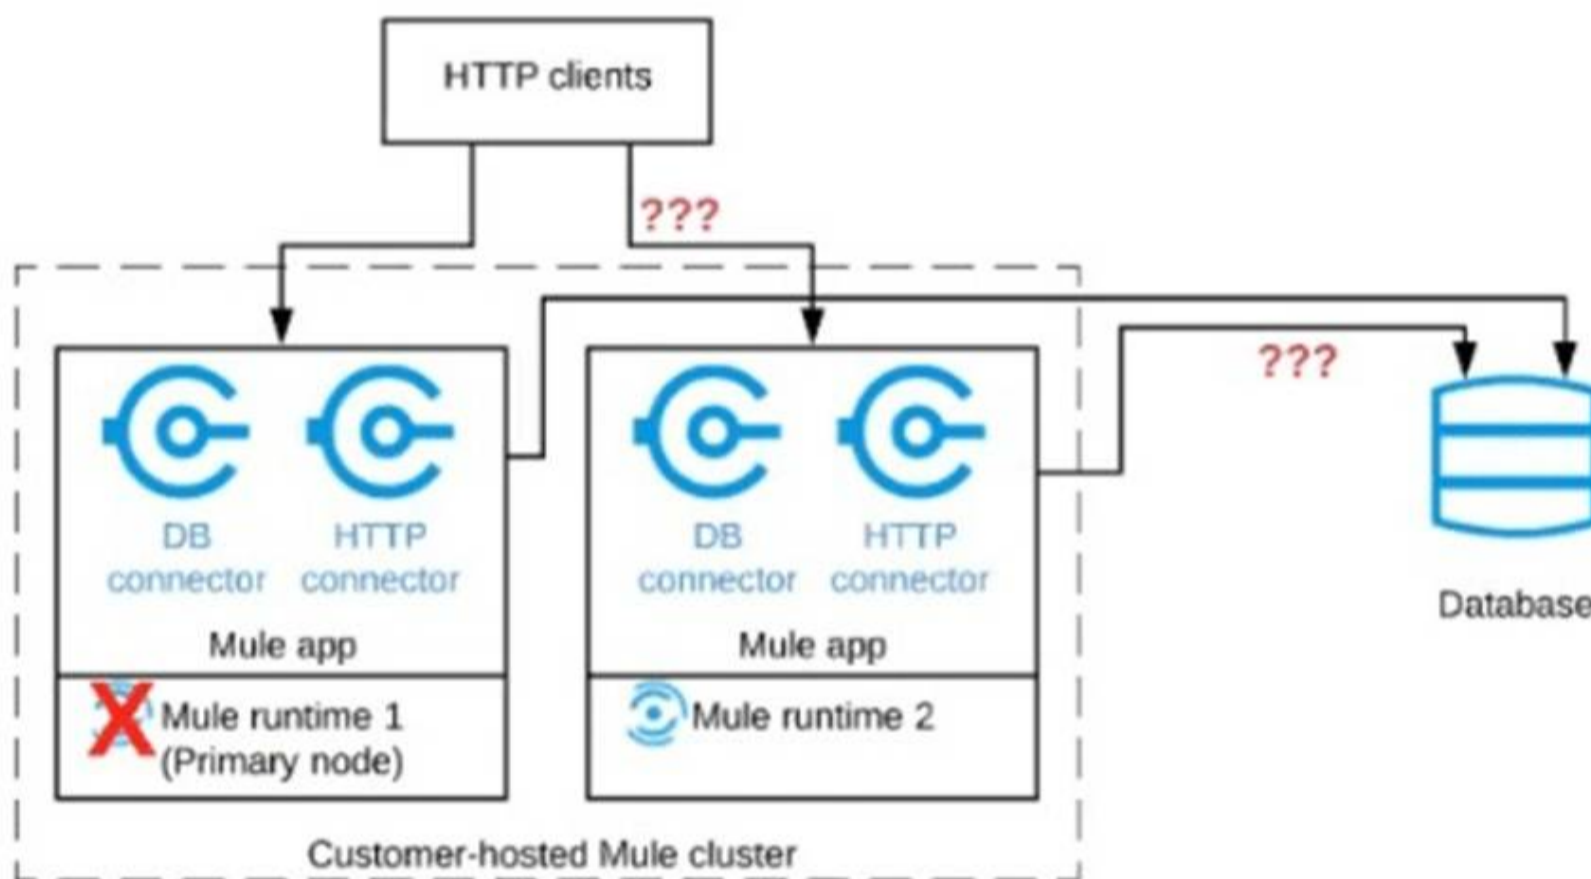 HTTP clients
???
???
DB
connector
HTTP
connector
Mule app
Mule runtime 1
(Primary node)
DB
connector
HTTP
connector
Mule app
Mule runtime 2
Database
Customer-hosted Mule cluster